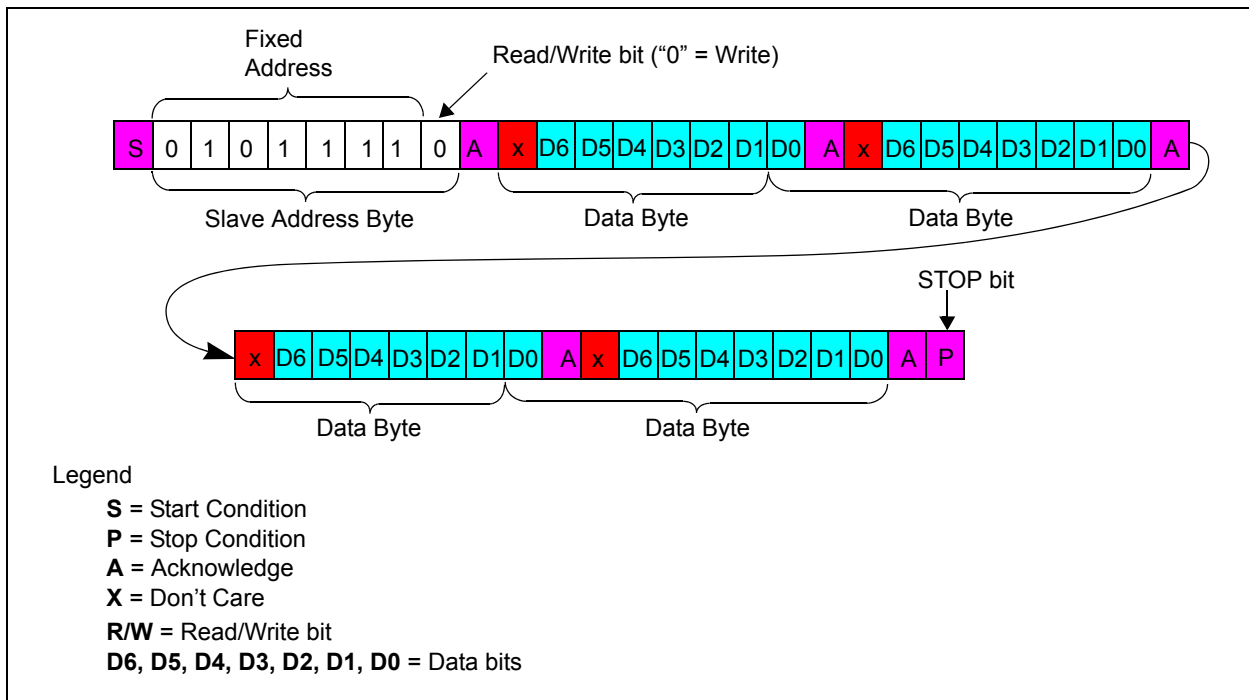 Fixed
Address
Read/Write bit (“0” = Write)
S 0 1 0 1 1 1 1 0 A x D6 D5 D4 D3 D2 D1 D0 A x D6 D5 D4 D3 D2 D1 D0 A
Slave Address Byte Data Byte Data Byte
STOP bit
x D6 D5 D4 D3 D2 D1 D0 A x D6 D5 D4 D3 D2 D1 D0 A P
Data Byte Data Byte
Legend
S = Start Condition
P = Stop Condition
A = Acknowledge
X = Don't Care
R/W = Read/Write bit
D6, D5, D4, D3, D2, D1, D0 = Data bits